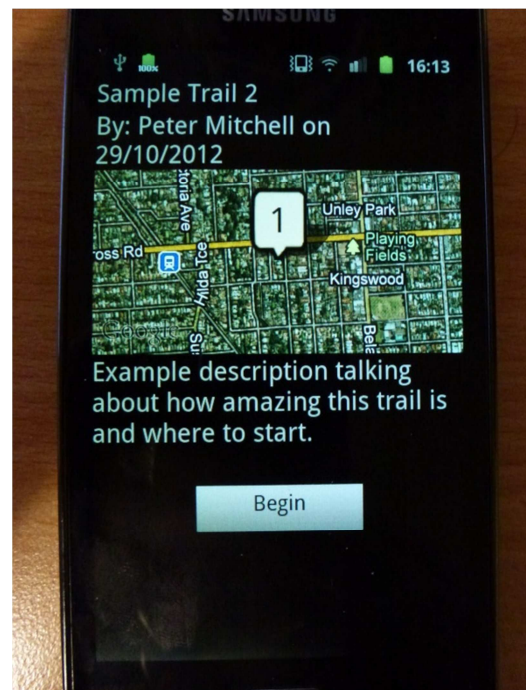 SAMSUNG
100%
16:13
Sample Trail 2
By: Peter Mitchell on
29/10/2012
1
Unley Park
Playing
Fields
Kingswood
Example description talking
about how amazing this trail is
and where to start.
Begin